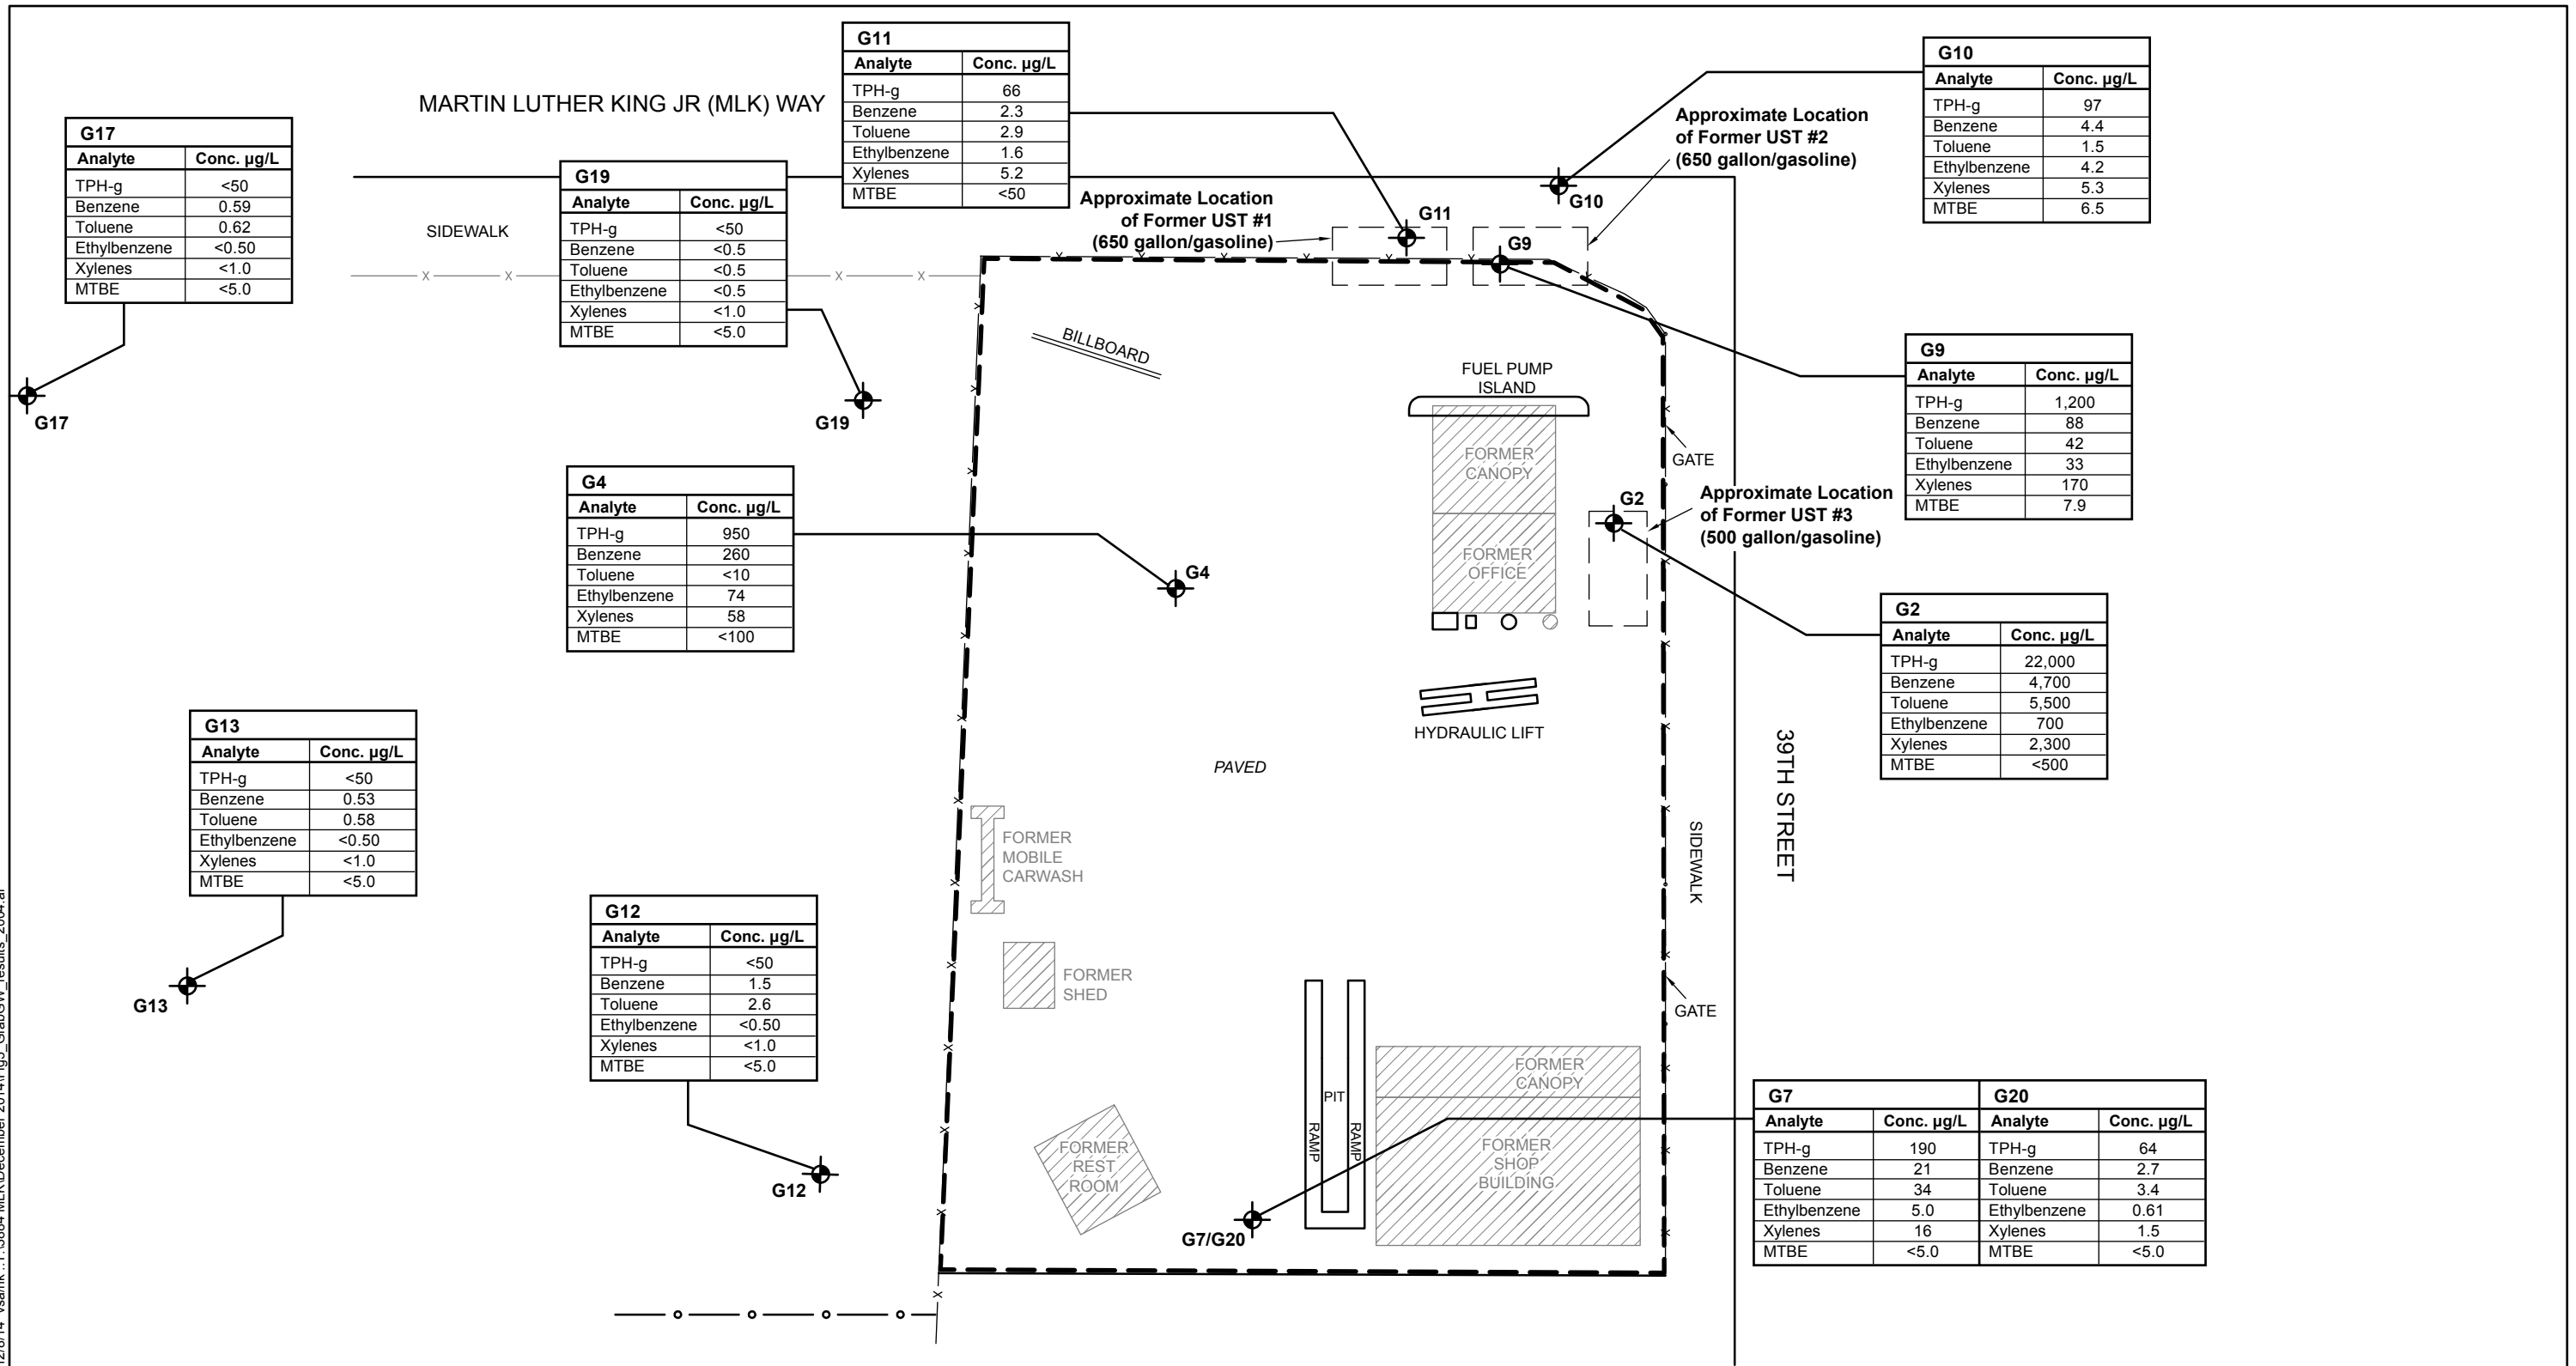 MARTIN LUTHER KING JR (MLK) WAY
SIDEWALK
G17
Analyte Conc. µg/L
TPH-g <50
Benzene 0.59
Toluene 0.62
Ethylbenzene <0.50
Xylenes <1.0
MTBE <5.0
G17
G19
Analyte Conc. µg/L
TPH-g <50
Benzene <0.5
Toluene <0.5
Ethylbenzene <0.5
Xylenes <1.0
MTBE <5.0
G19
G11
Analyte Conc. µg/L
TPH-g 66
Benzene 2.3
Toluene 2.9
Ethylbenzene 1.6
Xylenes 5.2
MTBE <50
Approximate Location
of Former UST #1
(650 gallon/gasoline)
G11
G10
G9
Approximate Location
of Former UST #2
(650 gallon/gasoline)
G10
Analyte Conc. µg/L
TPH-g 97
Benzene 4.4
Toluene 1.5
Ethylbenzene 4.2
Xylenes 5.3
MTBE 6.5
G9
Analyte Conc. µg/L
TPH-g 1,200
Benzene 88
Toluene 42
Ethylbenzene 33
Xylenes 170
MTBE 7.9
BILLBOARD
FUEL PUMP
ISLAND
FORMER
CANOPY
FORMER
OFFICE
GATE
G2
Approximate Location
of Former UST #3
(500 gallon/gasoline)
G4
Analyte Conc. µg/L
TPH-g 950
Benzene 260
Toluene <10
Ethylbenzene 74
Xylenes 58
MTBE <100
G4
G2
Analyte Conc. µg/L
TPH-g 22,000
Benzene 4,700
Toluene 5,500
Ethylbenzene 700
Xylenes 2,300
MTBE <500
HYDRAULIC LIFT
PAVED
39TH STREET
SIDEWALK
G13
Analyte Conc. µg/L
TPH-g <50
Benzene 0.53
Toluene 0.58
Ethylbenzene <0.50
Xylenes <1.0
MTBE <5.0
G13
FORMER
MOBILE
CARWASH
FORMER
SHED
G12
Analyte Conc. µg/L
TPH-g <50
Benzene 1.5
Toluene 2.6
Ethylbenzene <0.50
Xylenes <1.0
MTBE <5.0
G12
GATE
FORMER
REST
ROOM
RAMP
PIT
RAMP
FORMER
CANOPY
FORMER
SHOP
BUILDING
G7/G20
G7 G20
Analyte Conc. µg/L Analyte Conc. µg/L
TPH-g 190 TPH-g 64
Benzene 21 Benzene 2.7
Toluene 34 Toluene 3.4
Ethylbenzene 5.0 Ethylbenzene 0.61
Xylenes 16 Xylenes 1.5
MTBE <5.0 MTBE <5.0